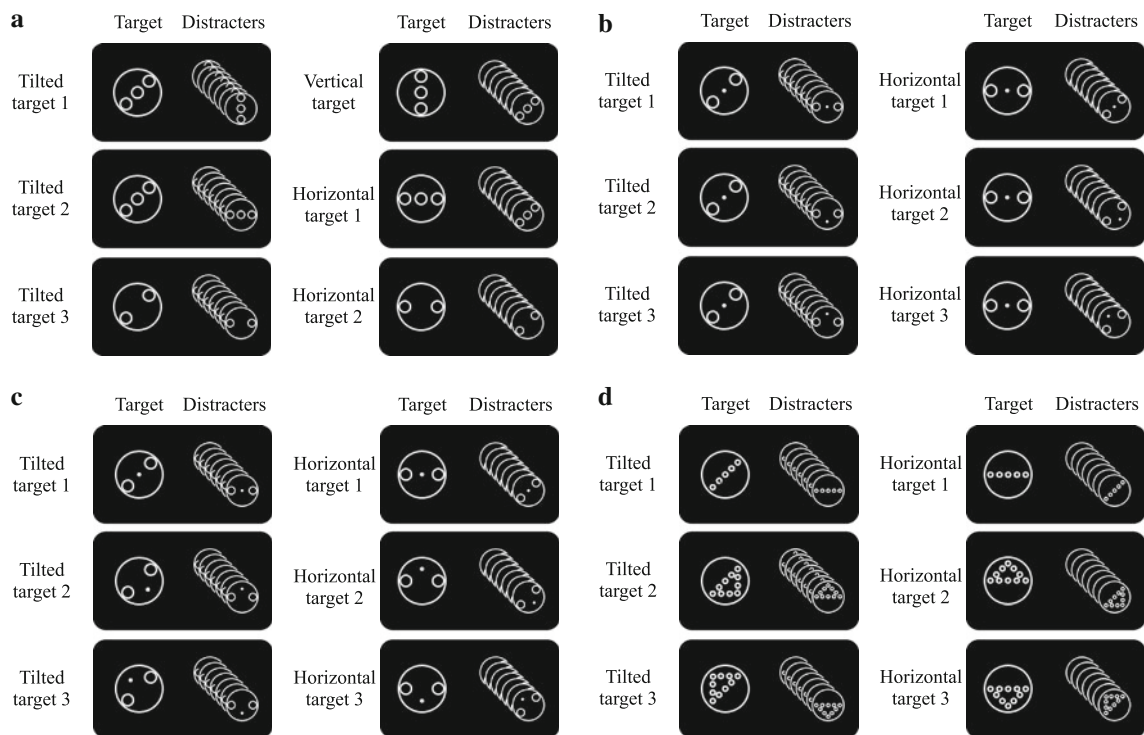 a
Target Distracters
Target Distracters
Tilted
target 1
Vertical
target
Tilted
target 2
Horizontal
target 1
Tilted
target 3
Horizontal
target 2
b
Target Distracters
Target Distracters
Tilted
target 1
Horizontal
target 1
Tilted
target 2
Horizontal
target 2
Tilted
target 3
Horizontal
target 3
c
Target Distracters
Target Distracters
Tilted
target 1
Horizontal
target 1
Tilted
target 2
Horizontal
target 2
Tilted
target 3
Horizontal
target 3
d
Target Distracters
Target Distracters
Tilted
target 1
Horizontal
target 1
Tilted
target 2
Horizontal
target 2
Tilted
target 3
Horizontal
target 3